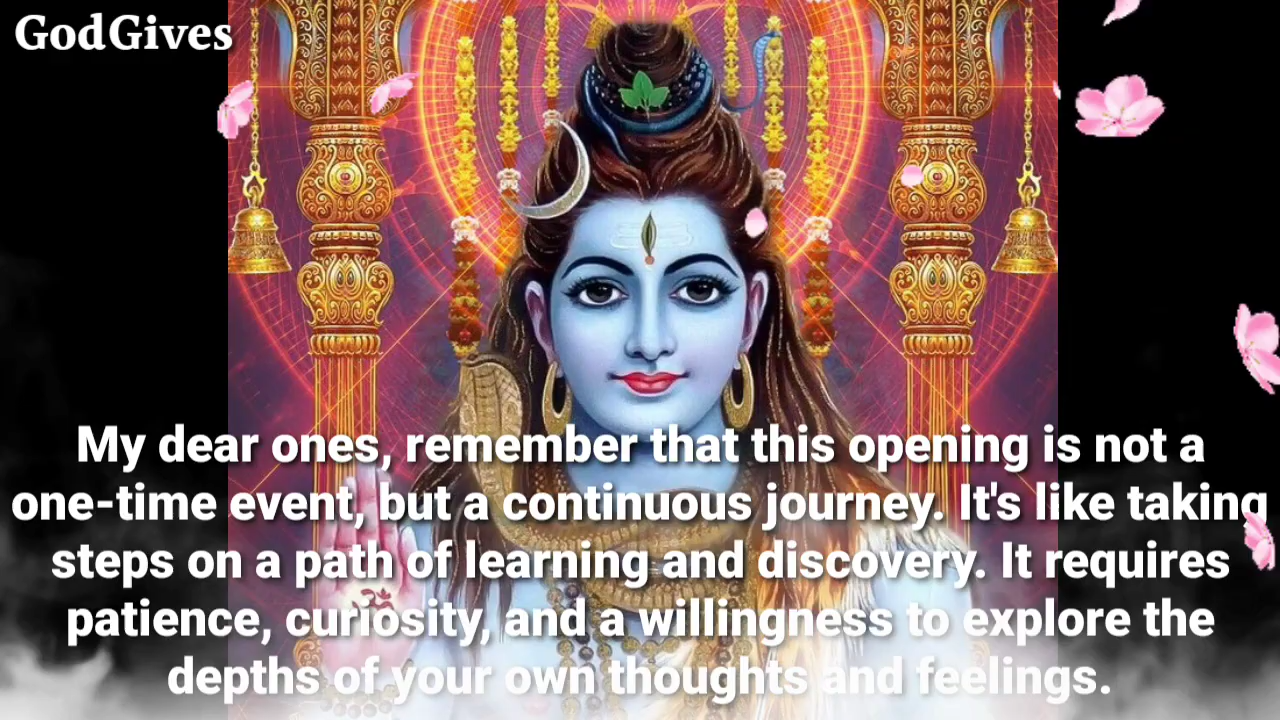 GodGives
My dear ones, remember that this opening is not a
one-time event, but a continuous journey. It's like taking
steps on a path of learning and discovery. It requires
patience, curiosity, and a willingness to explore the
depths of your own thoughts and feelings.
ॐ